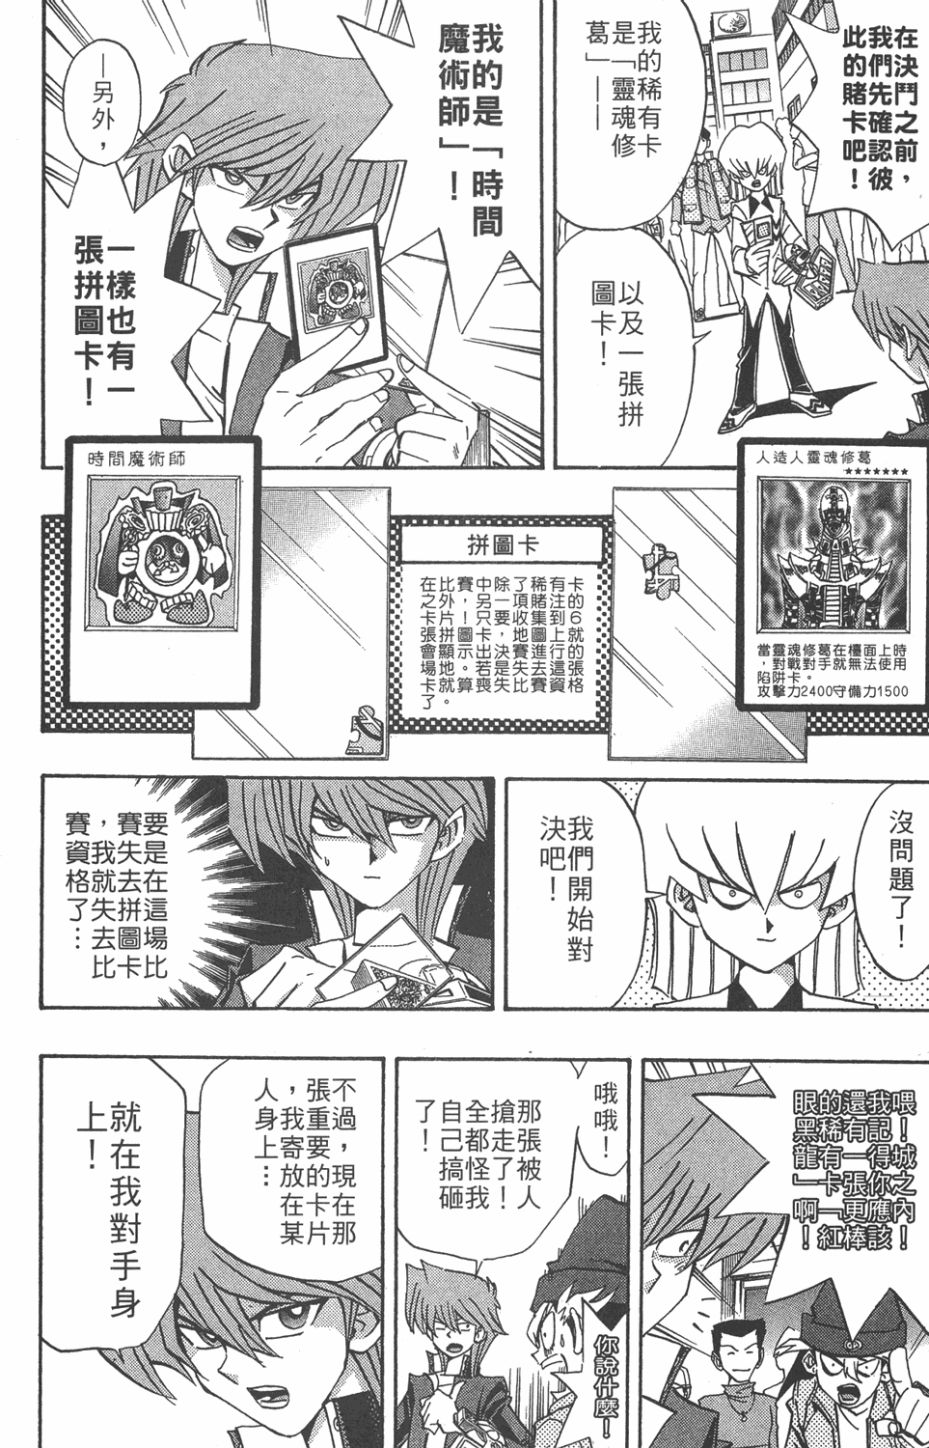 在決鬥之前，
我們先確認彼
此的賭卡吧！
我的稀有卡
是「靈魂修
葛」——
以及一張拼
圖卡！
我的是「時間
魔術師」！
—另外，
一樣也有一
張拼圖卡！
人造人靈魂修葛
★★★★★★★
當靈魂修葛在檯面上時
，對戰對手就無法使用
陷阱卡。
攻擊力2400守備力1500
拼圖卡
在比賽中除了稀有卡
之外，另一項賭注的
卡片！只要收集到6
張拼圖卡，地圖上就
會顯示出決賽進行的
場地。若是失去這張
卡就算喪失比賽資格
了。
時間魔術師
沒問題了！
我們開始對
決吧！
要是在這場比
賽失去拼圖卡
，我就失去比
賽資格了…
喂！城之內！
我記得你應該
還有一張更棒
的稀有卡「紅
眼黑龍」啊！
哦哦！
那張被人
搶走了！
全都怪我
自己搞砸
了！
你說什麼！
不過，現在那
張重要的卡片
，我寄放在某
人身上…
就在我對手身
上！